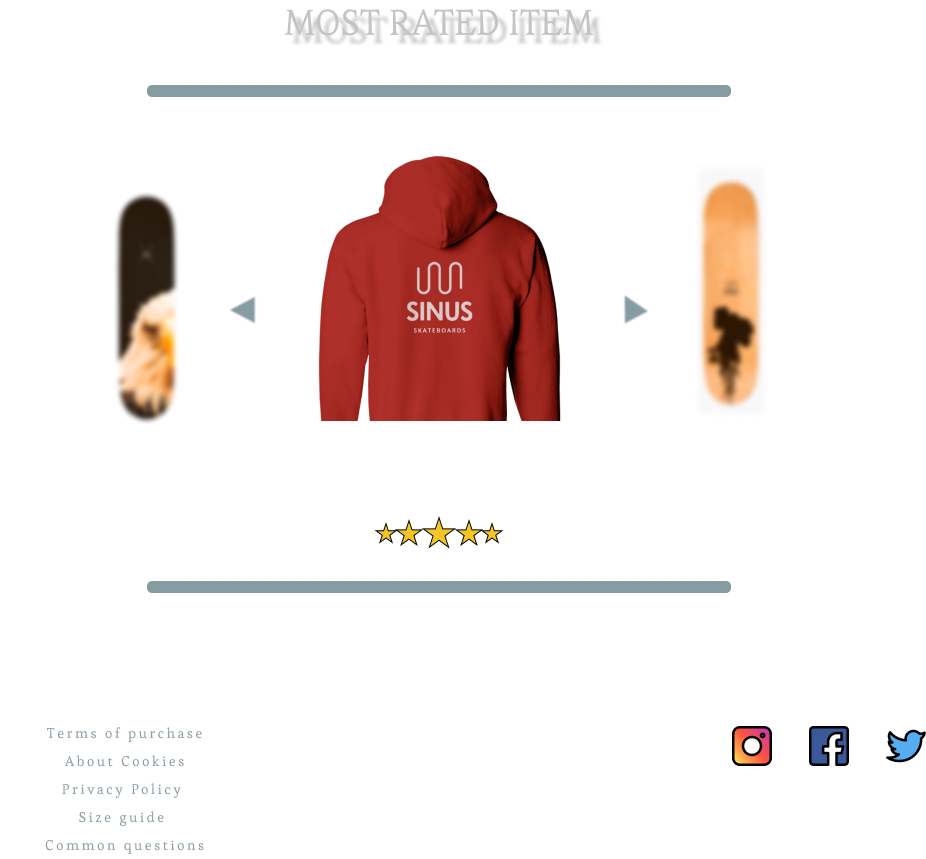 MOST RATED ITEM
SINUS
SKATEBOARDS
Terms of purchase
About Cookies
Privacy Policy
Size guide
Common questions